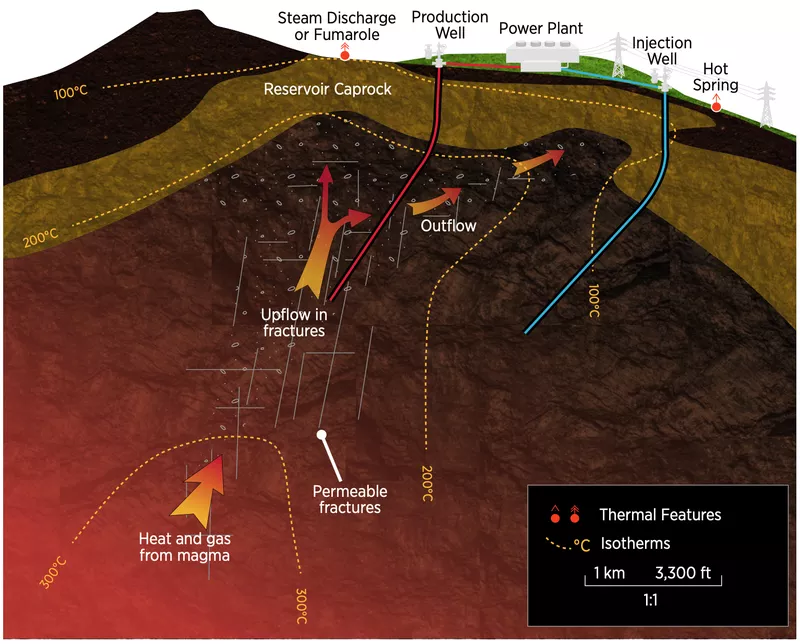 Steam Discharge
or Fumarole
Production
Well
Power Plant
Injection
Well
Hot
Spring
100°C
Reservoir Caprock
200°C
Outflow
100°C
Upflow in
fractures
200°C
Permeable
fractures
Heat and gas
from magma
300°C
300°C
Thermal Features
°C Isotherms
1 km 3,300 ft
1:1